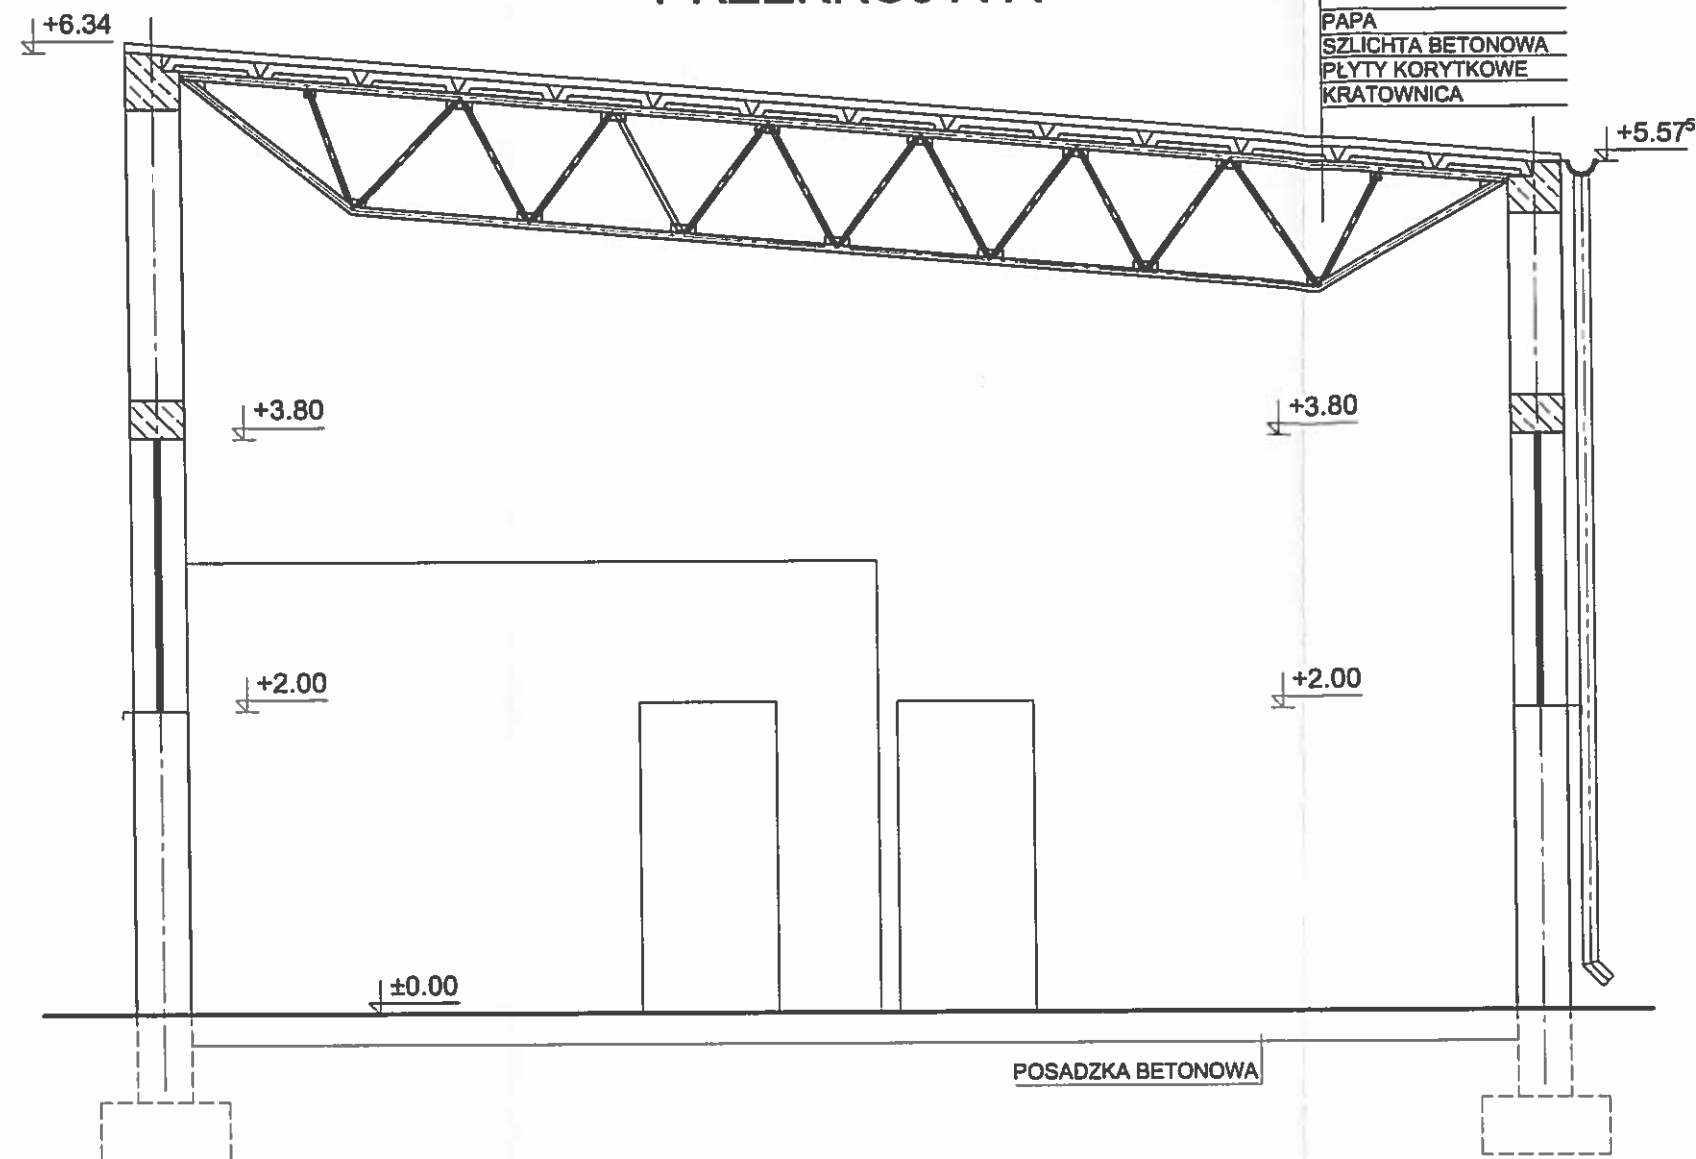 +6.34
PAPA
SZLICHTA BETONOWA
PŁYTY KORYTKOWE
KRATOWNICA
+5.57⁵
+3.80
+3.80
+2.00
+2.00
±0.00
POSADZKA BETONOWA